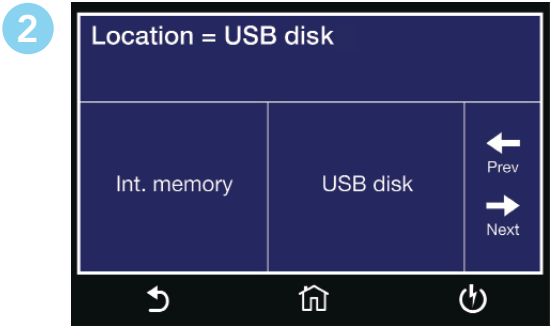 2
Location = USB disk
Int. memory
USB disk
Prev
Next